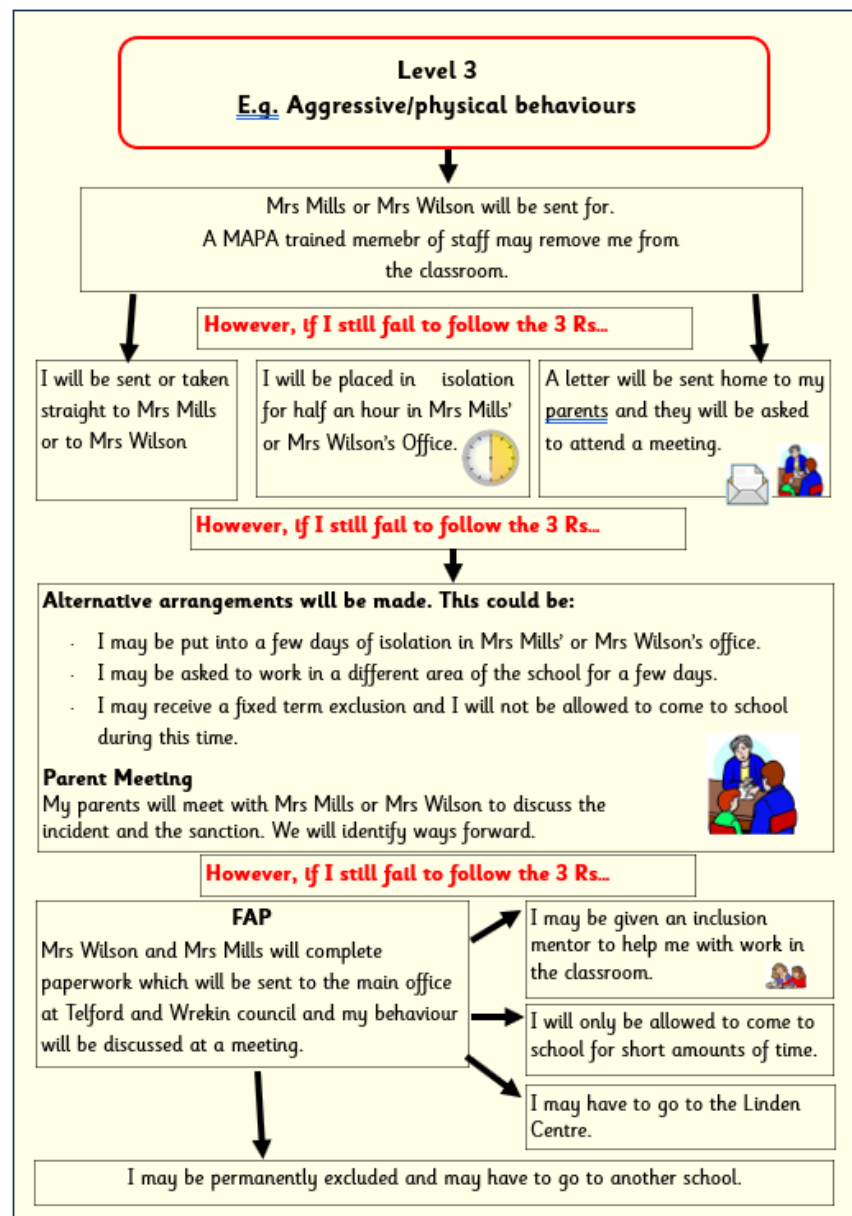 Level 3
E.g. Aggressive/physical behaviours
Mrs Mills or Mrs Wilson will be sent for.
A MAPA trained memebr of staff may remove me from
the classroom.
However, if I still fail to follow the 3 Rs...
I will be sent or taken
straight to Mrs Mills
or to Mrs Wilson
I will be placed in isolation
for half an hour in Mrs Mills'
or Mrs Wilson's Office.
A letter will be sent home to my
parents and they will be asked
to attend a meeting.
However, if I still fail to follow the 3 Rs...
Alternative arrangements will be made. This could be:
· I may be put into a few days of isolation in Mrs Mills' or Mrs Wilson's office.
· I may be asked to work in a different area of the school for a few days.
· I may receive a fixed term exclusion and I will not be allowed to come to school
during this time.
Parent Meeting
My parents will meet with Mrs Mills or Mrs Wilson to discuss the
incident and the sanction. We will identify ways forward.
However, if I still fail to follow the 3 Rs...
FAP
Mrs Wilson and Mrs Mills will complete
paperwork which will be sent to the main office
at Telford and Wrekin council and my behaviour
will be discussed at a meeting.
I may be given an inclusion
mentor to help me with work in
the classroom.
I will only be allowed to come to
school for short amounts of time.
I may have to go to the Linden
Centre.
I may be permanently excluded and may have to go to another school.